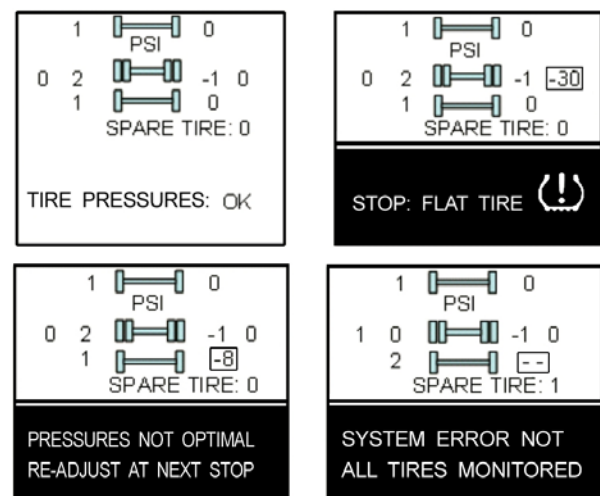 1 0
PSI
0 2 -1 0
1 0
SPARE TIRE: 0
TIRE PRESSURES: OK
1 0
PSI
0 2 -1 -30
1 0
SPARE TIRE: 0
STOP: FLAT TIRE (!)
1 0
PSI
0 2 -1 0
1 -8
SPARE TIRE: 0
PRESSURES NOT OPTIMAL
RE-ADJUST AT NEXT STOP
1 0
PSI
1 0 -1 0
2 --
SPARE TIRE: 1
SYSTEM ERROR NOT
ALL TIRES MONITORED